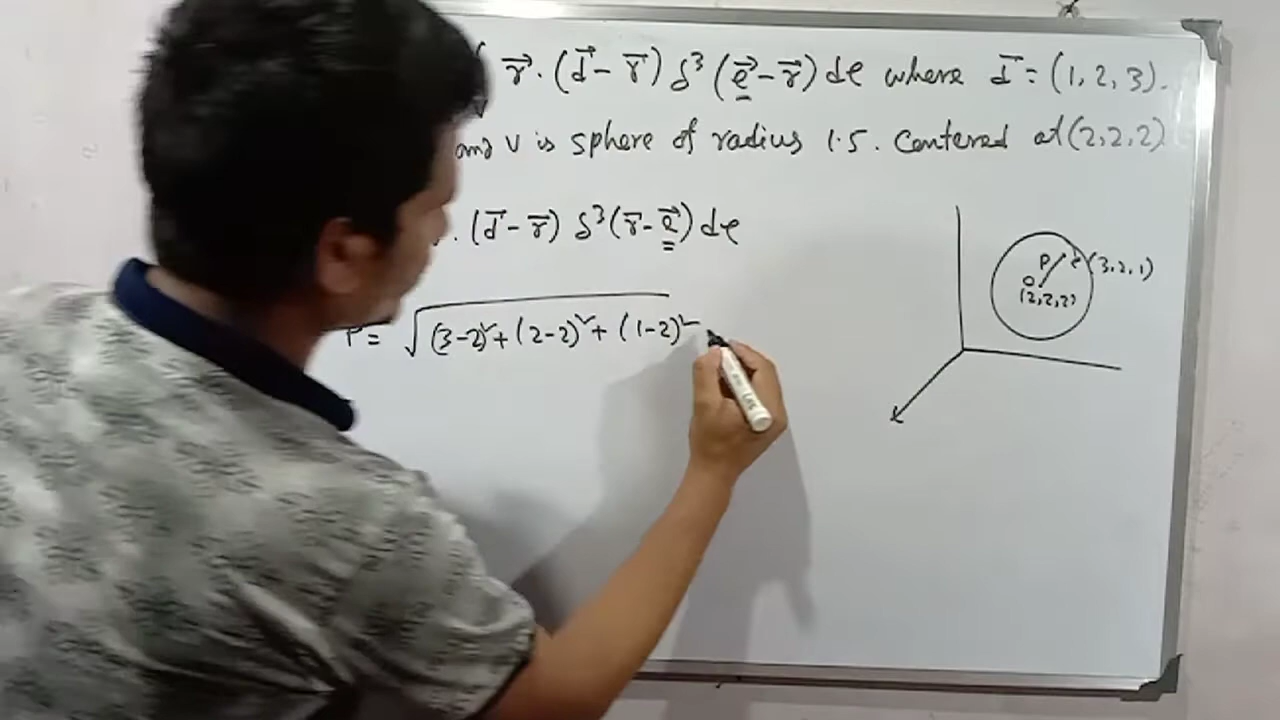 r⃗·(d⃗ - r⃗) δ³(e⃗ - r⃗) dτ where d⃗ = (1, 2, 3).
and V is sphere of radius 1.5. Centered at (2, 2, 2)
. (d⃗ - r⃗) δ³(r⃗ - e⃗) dτ
P = √(3-2)²+(2-2)²+(1-2)²
P e (3,2,1)
O
(2,2,2)